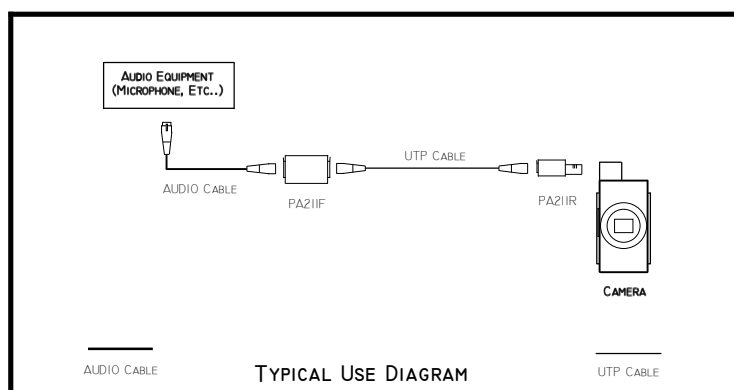 AUDIO EQUIPMENT
(MICROPHONE, ETC..)
UTP CABLE
AUDIO CABLE
PA211F
PA211R
CAMERA
AUDIO CABLE
TYPICAL USE DIAGRAM
UTP CABLE